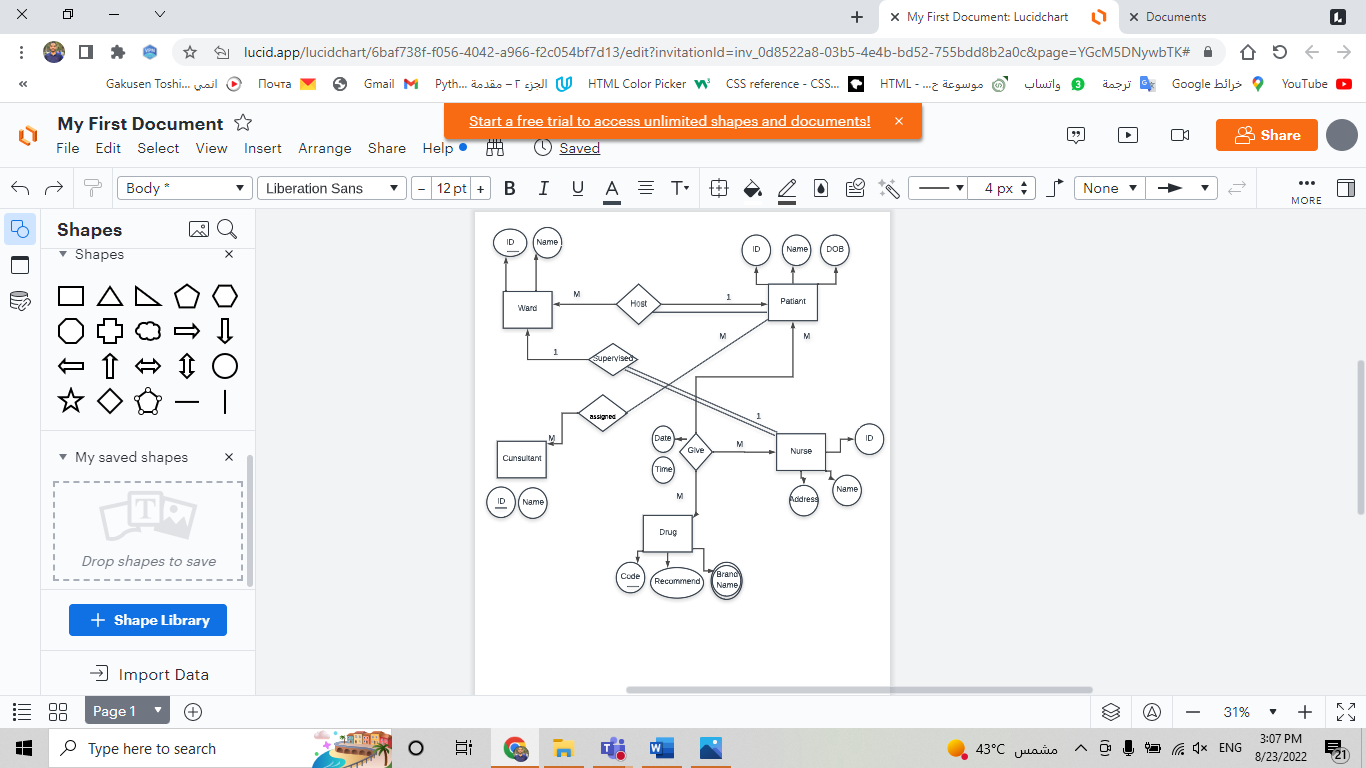 My First Document: Lucidchart
Documents
lucid.app/lucidchart/6baf738f-f056-4042-a966-f2c054bf7d13/edit?invitationId=inv_0d8522a8-03b5-4e4b-bd52-755bdd8b2a0c&page=YGcM5DNywbTK#
«
Gakusen Toshi... انمي
Почта
Gmail
Pyth... الجزء ٢ – مقدمة
HTML Color Picker
CSS reference - CSS...
HTML - ...موسوعة ح
واتساب
3
ترجمة
خرائط Google
YouTube
Start a free trial to access unlimited shapes and documents!
My First Document
File Edit Select View Insert Arrange Share Help
Saved
Share
Body *
Liberation Sans
− 12 pt +
B I U A T
4 px
None
MORE
Shapes
Shapes
My saved shapes
T
Drop shapes to save
+ Shape Library
Import Data
ID
Name
ID
Name
DOB
Ward
M
Host
1
Patiant
1
Supervised
M
M
assigned
1
M
Cunsultant
ID
Name
Date
Time
Give
M
Nurse
ID
Address
Name
M
Drug
Code
Recommend
Brand
Name
Page 1
31%
Type here to search
43°C مشمس
ENG
3:07 PM
8/23/2022
21